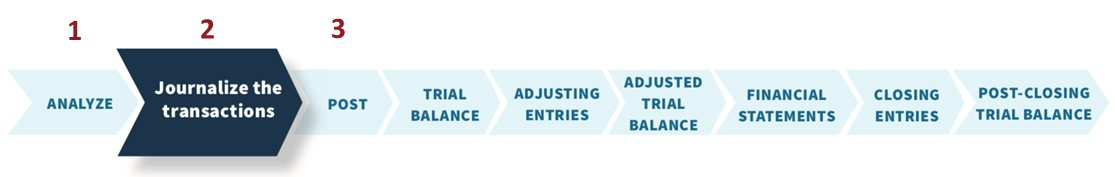 1
2
3
ANALYZE
Journalize the
transactions
POST
TRIAL
BALANCE
ADJUSTING
ENTRIES
ADJUSTED
TRIAL
BALANCE
FINANCIAL
STATEMENTS
CLOSING
ENTRIES
POST-CLOSING
TRIAL BALANCE